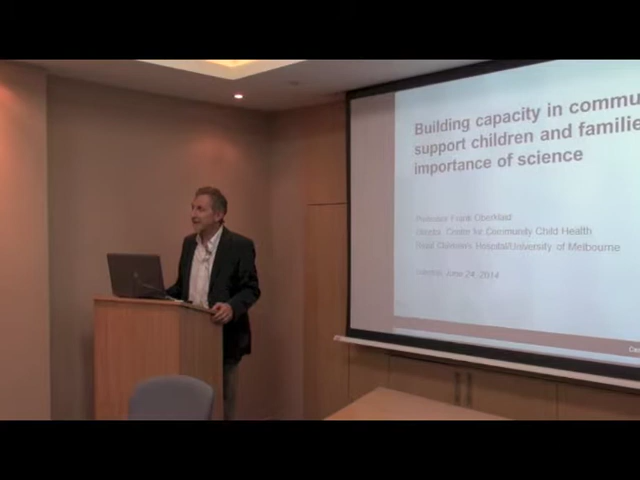 Building capacity in commu
support children and familie
importance of science
Professor Frank Oberklaid
Director, Center for Community Child Health
Royal Children's Hospital/University of Melbourne
June 24, 2014